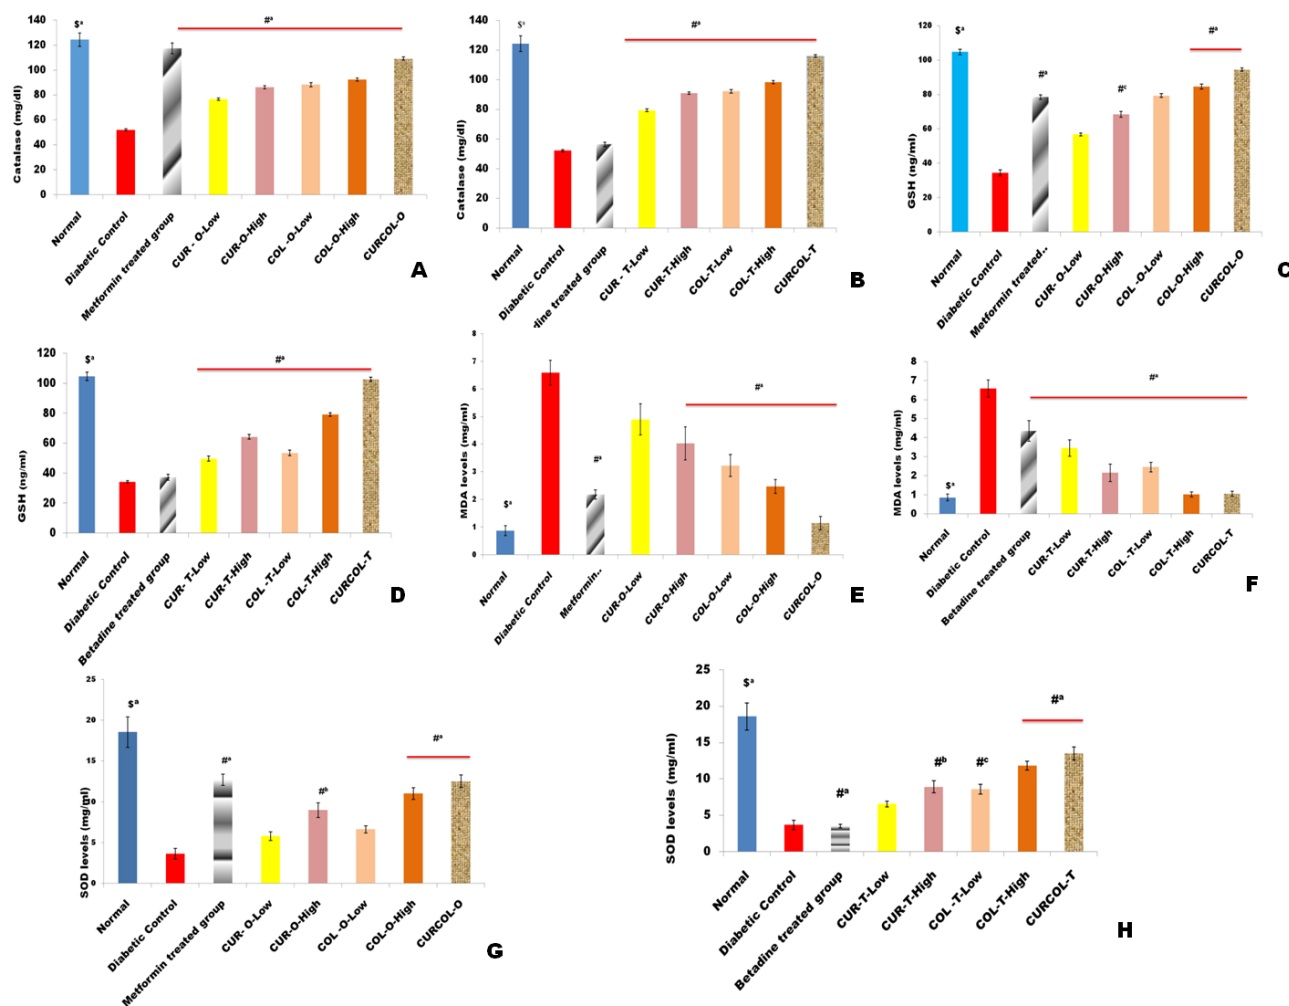 Catalase (mg/dl)
140
120
100
80
60
40
20
0
$ᵃ
#ᵃ
Normal
Diabetic Control
Metformin treated group
CUR - O-Low
CUR-O-High
COL -O-Low
COL-O-High
CURCOL-O
A
Catalase (mg/dl)
140
120
100
80
60
40
20
0
#ᵃ
Normal
Diabetic Control
dine treated group
CUR - T-Low
CUR-T-High
COL-T-Low
COL-T-High
CURCOL-T
B
GSH (ng/ml)
120
100
80
60
40
20
0
$ᵃ
#ᵃ
#ᶜ
#ᵃ
Normal
Diabetic Control
Metformin treated..
CUR- O-Low
CUR-O-High
COL -O-Low
COL-O-High
CURCOL-O
C
GSH (ng/ml)
120
100
80
60
40
20
0
$ᵃ
#ᵃ
Normal
Diabetic Control
Betadine treated group
CUR- T-Low
CUR-T-High
COL -T-Low
COL-T-High
CURCOL-T
D
MDA levels (mg/ml)
8
7
6
5
4
3
2
1
0
$ᵃ
#ᵃ
#ᵃ
Normal
Diabetic Control
Metformin..
CUR-O-Low
CUR-O-High
COL-O-Low
COL-O-High
CURCOL-O
E
MDA levels (mg/ml)
8
7
6
5
4
3
2
1
0
$ᵃ
#ᵃ
Normal
Diabetic Control
Betadine treated group
CUR-T-Low
CUR-T-High
COL -T-Low
COL-T-High
CURCOL-T
F
SOD levels (mg/ml)
25
20
15
10
5
0
$ᵃ
#ᵃ
#ᵇ
#ᵃ
Normal
Diabetic Control
Metformin treated group
CUR- O-Low
CUR-O-High
COL -O-Low
COL-O-High
CURCOL-O
G
SOD levels (mg/ml)
25
20
15
10
5
0
$ᵃ
#ᵃ
#ᵇ
#ᶜ
#ᵃ
Normal
Diabetic Control
Betadine treated group
CUR-T-Low
CUR-T-High
COL -T-Low
COL-T-High
CURCOL-T
H